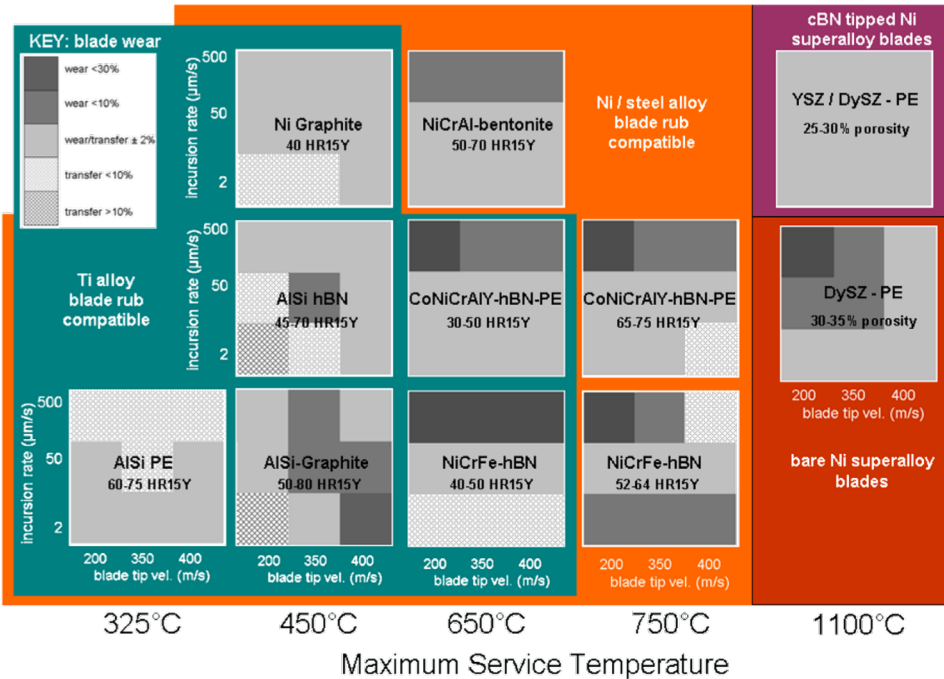 KEY: blade wear
wear <30%
wear <10%
wear/transfer ± 2%
transfer <10%
transfer >10%
incursion rate (µm/s)
500
50
2
Ni Graphite
40 HR15Y
NiCrAl-bentonite
50-70 HR15Y
Ni / steel alloy
blade rub
compatible
cBN tipped Ni
superalloy blades
YSZ / DySZ - PE
25-30% porosity
Ti alloy
blade rub
compatible
incursion rate (µm/s)
500
50
2
AlSi hBN
45-70 HR15Y
CoNiCrAlY-hBN-PE
30-50 HR15Y
CoNiCrAlY-hBN-PE
65-75 HR15Y
DySZ - PE
30-35% porosity
200 350 400
blade tip vel. (m/s)
incursion rate (µm/s)
500
50
2
AlSi PE
60-75 HR15Y
AlSi-Graphite
50-80 HR15Y
NiCrFe-hBN
40-50 HR15Y
NiCrFe-hBN
52-64 HR15Y
bare Ni superalloy
blades
200 350 400
blade tip vel. (m/s)
200 350 400
blade tip vel. (m/s)
200 350 400
blade tip vel. (m/s)
200 350 400
blade tip vel. (m/s)
325°C 450°C 650°C 750°C 1100°C
Maximum Service Temperature